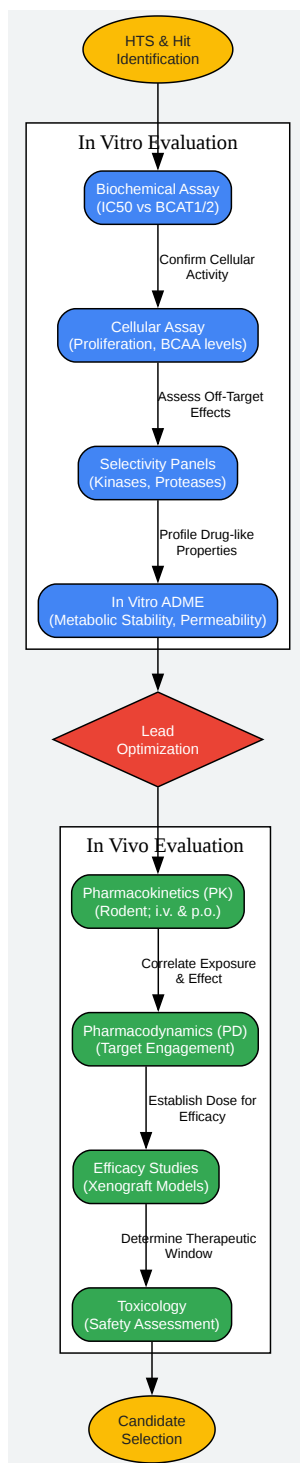 HTS & Hit
Identification
In Vitro Evaluation
Biochemical Assay
(IC50 vs BCAT1/2)
Confirm Cellular
Activity
Cellular Assay
(Proliferation, BCAA levels)
Assess Off-Target
Effects
Selectivity Panels
(Kinases, Proteases)
Profile Drug-like
Properties
In Vitro ADME
(Metabolic Stability, Permeability)
Lead
Optimization
In Vivo Evaluation
Pharmacokinetics (PK)
(Rodent; i.v. & p.o.)
Correlate Exposure
& Effect
Pharmacodynamics (PD)
(Target Engagement)
Establish Dose for
Efficacy
Efficacy Studies
(Xenograft Models)
Determine Therapeutic
Window
Toxicology
(Safety Assessment)
Candidate
Selection